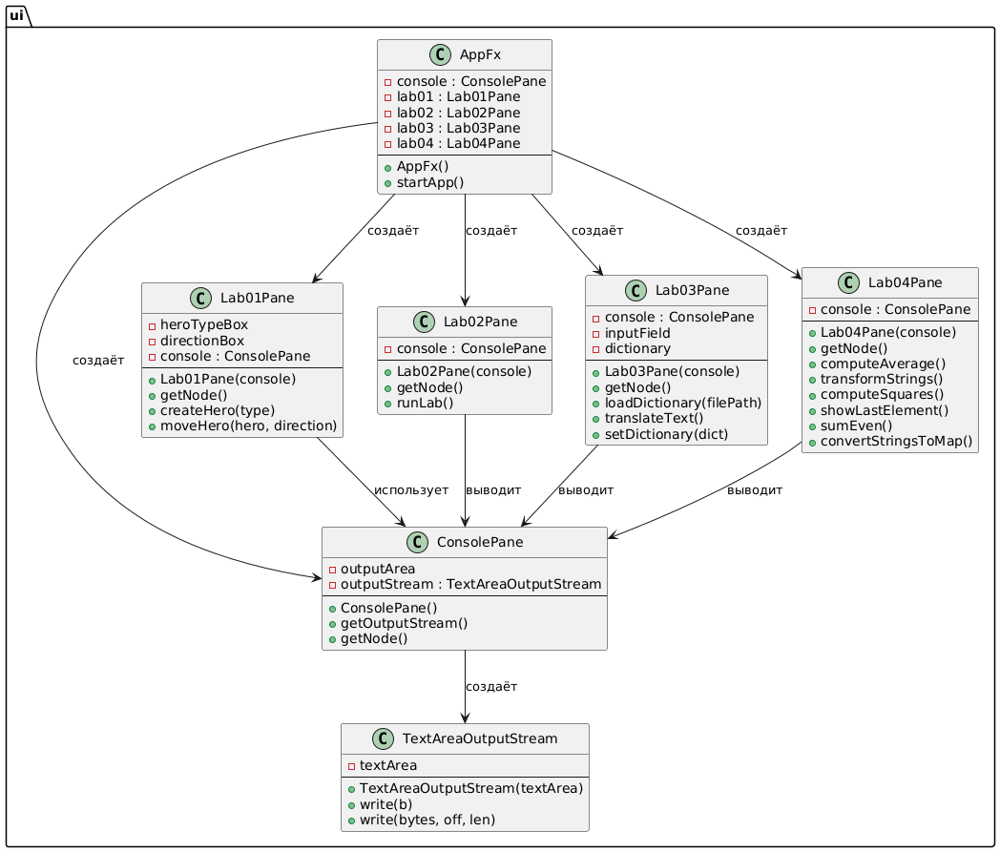 ui
C AppFx
console : ConsolePane
lab01 : Lab01Pane
lab02 : Lab02Pane
lab03 : Lab03Pane
lab04 : Lab04Pane
AppFx()
startApp()
создаёт
создаёт
создаёт
создаёт
создаёт
C Lab01Pane
heroTypeBox
directionBox
console : ConsolePane
Lab01Pane(console)
getNode()
createHero(type)
moveHero(hero, direction)
C Lab02Pane
console : ConsolePane
Lab02Pane(console)
getNode()
runLab()
C Lab03Pane
console : ConsolePane
inputField
dictionary
Lab03Pane(console)
getNode()
loadDictionary(filePath)
translateText()
setDictionary(dict)
C Lab04Pane
console : ConsolePane
Lab04Pane(console)
getNode()
computeAverage()
transformStrings()
computeSquares()
showLastElement()
sumEven()
convertStringsToMap()
использует
выводит
выводит
выводит
C ConsolePane
outputArea
outputStream : TextAreaOutputStream
ConsolePane()
getOutputStream()
getNode()
создаёт
C TextAreaOutputStream
textArea
TextAreaOutputStream(textArea)
write(b)
write(bytes, off, len)